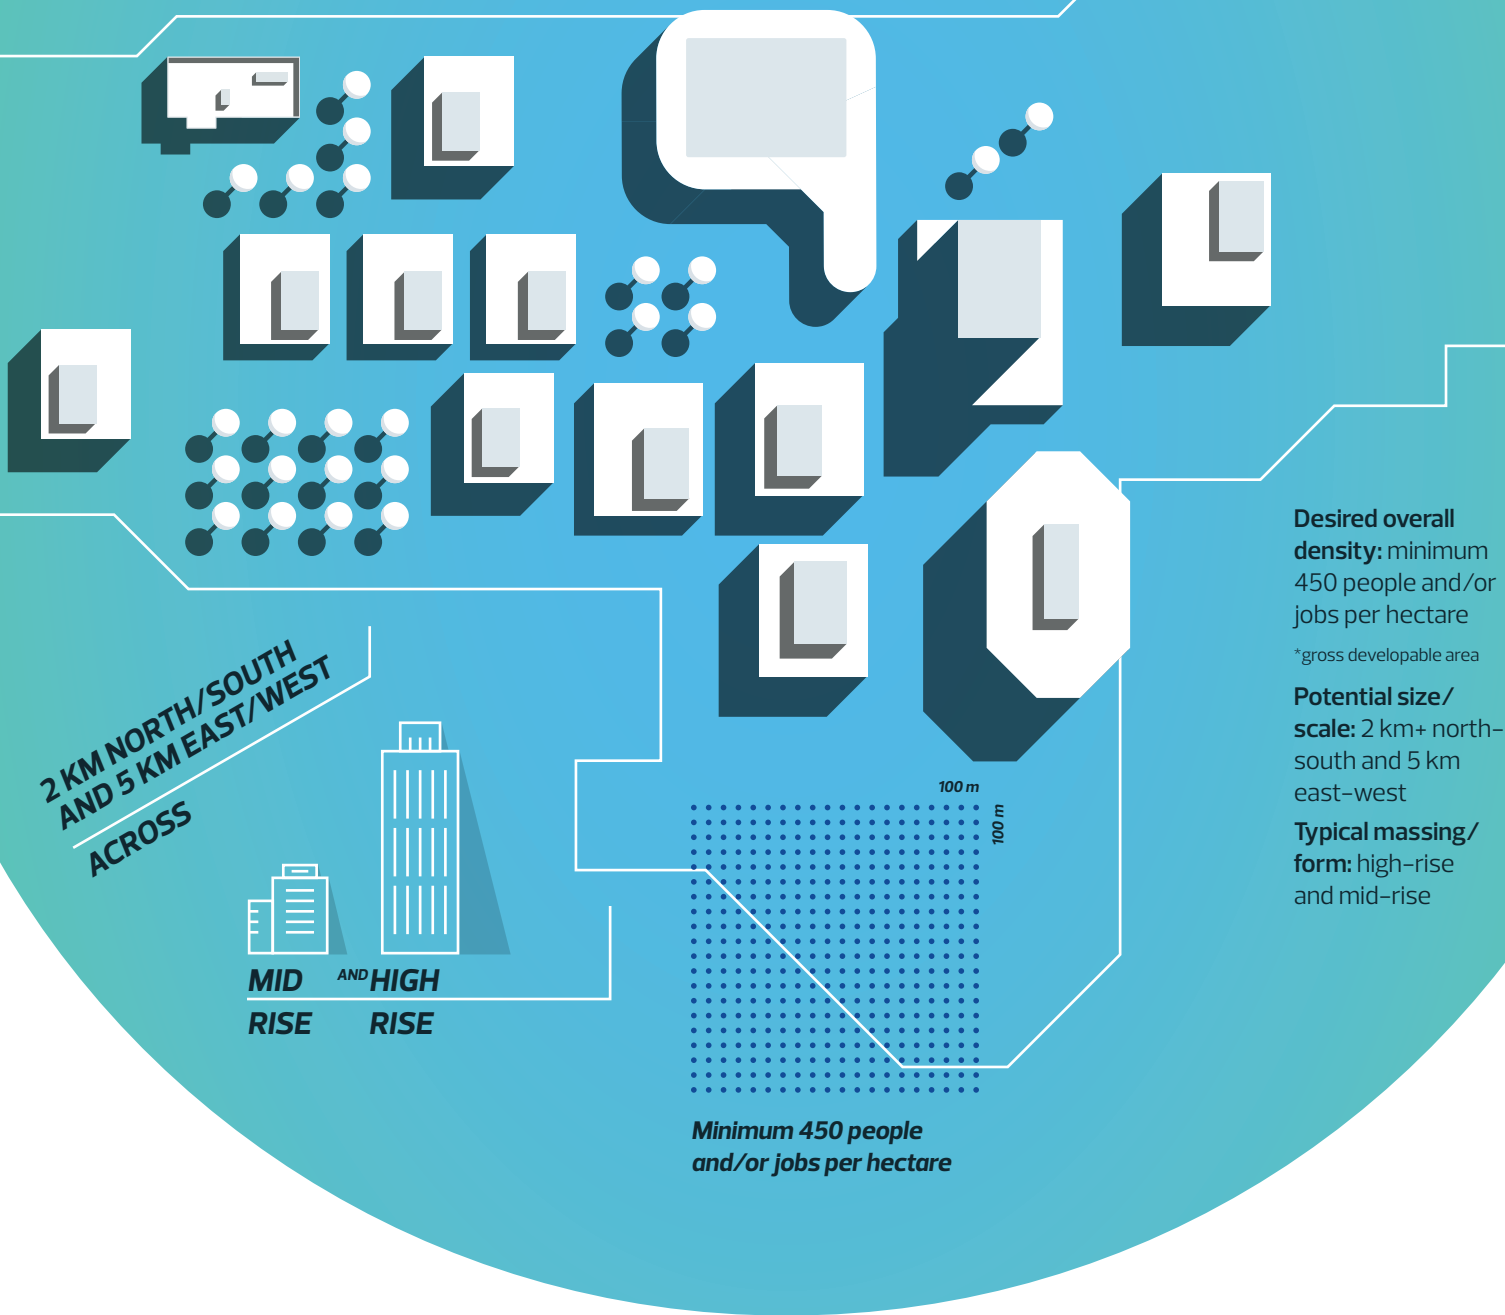 Desired overall
density: minimum
450 people and/or
jobs per hectare
*gross developable area
Potential size/
scale: 2 km+ north-
south and 5 km
east-west
Typical massing/
form: high-rise
and mid-rise
2 KM NORTH/SOUTH
AND 5 KM EAST/WEST
ACROSS
MID AND HIGH
RISE RISE
100 m
100 m
Minimum 450 people
and/or jobs per hectare